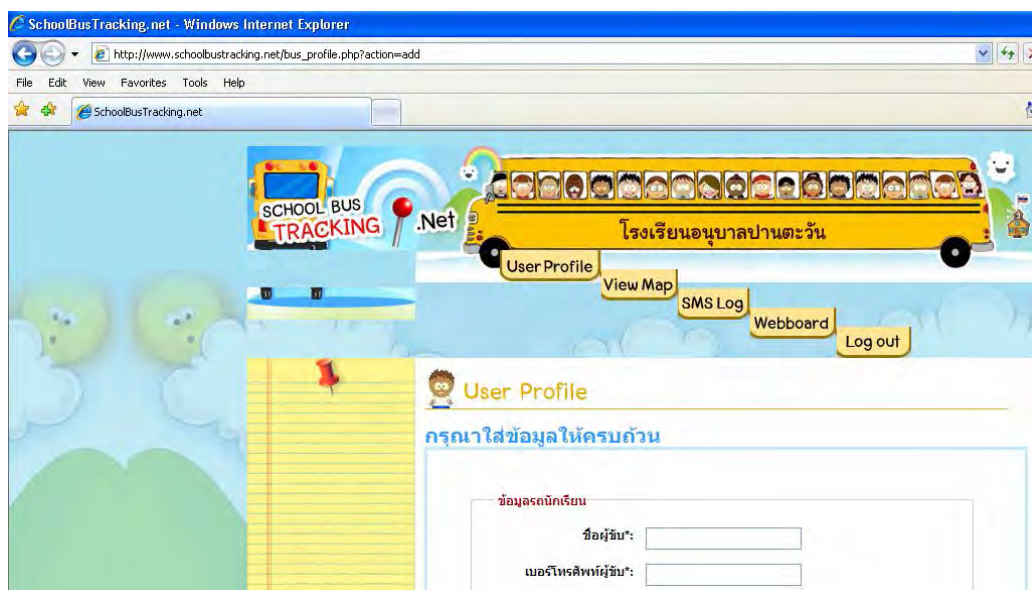 SchoolBusTracking.net - Windows Internet Explorer
http://www.schoolbustracking.net/bus_profile.php?action=add
File Edit View Favorites Tools Help
SchoolBusTracking.net
SCHOOL BUS
TRACKING .Net
โรงเรียนอนุบาลปานตะวัน
User Profile
View Map
SMS Log
Webboard
Log out
User Profile
กรุณาใส่ข้อมูลให้ครบถ้วน
ข้อมูลรถนักเรียน
ชื่อผู้ขับ*:
เบอร์โทรศัพท์ผู้ขับ*: